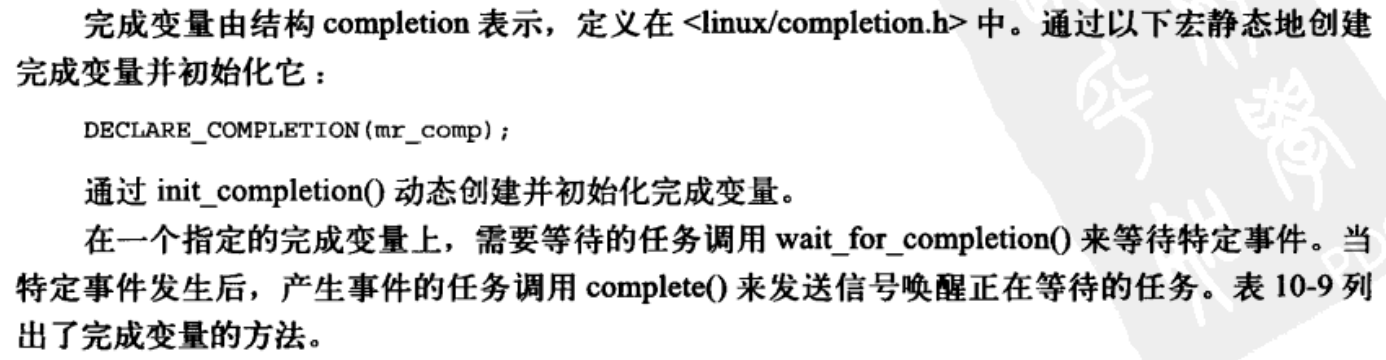 完成变量由结构 completion 表示，定义在 <linux/completion.h> 中。通过以下宏静态地创建
完成变量并初始化它：
DECLARE_COMPLETION(mr_comp);
通过 init_completion() 动态创建并初始化完成变量。
在一个指定的完成变量上，需要等待的任务调用 wait_for_completion() 来等待特定事件。当
特定事件发生后，产生事件的任务调用 complete() 来发送信号唤醒正在等待的任务。表 10-9 列
出了完成变量的方法。